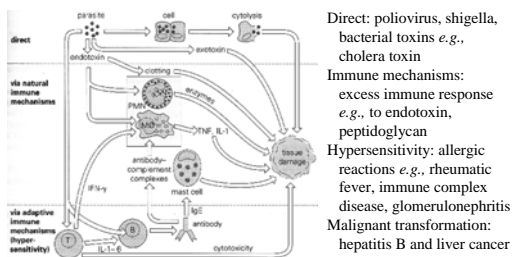 parasite
cell
cytolysis
direct
exotoxin
endotoxin
clotting
via natural
immune
mechanisms
enzymes
PMN
MØ
TNF, IL-1
tissue
damage
antibody–
complement
complexes
IFN-γ
mast cell
IgE
via adaptive
immune
mechanisms
(hyper-
sensitivity)
T
B
antibody
IL-1–6
cytotoxicity
Direct: poliovirus, shigella,
bacterial toxins e.g.,
cholera toxin
Immune mechanisms:
excess immune response
e.g., to endotoxin,
peptidoglycan
Hypersensitivity: allergic
reactions e.g., rheumatic
fever, immune complex
disease, glomerulonephritis
Malignant transformation:
hepatitis B and liver cancer